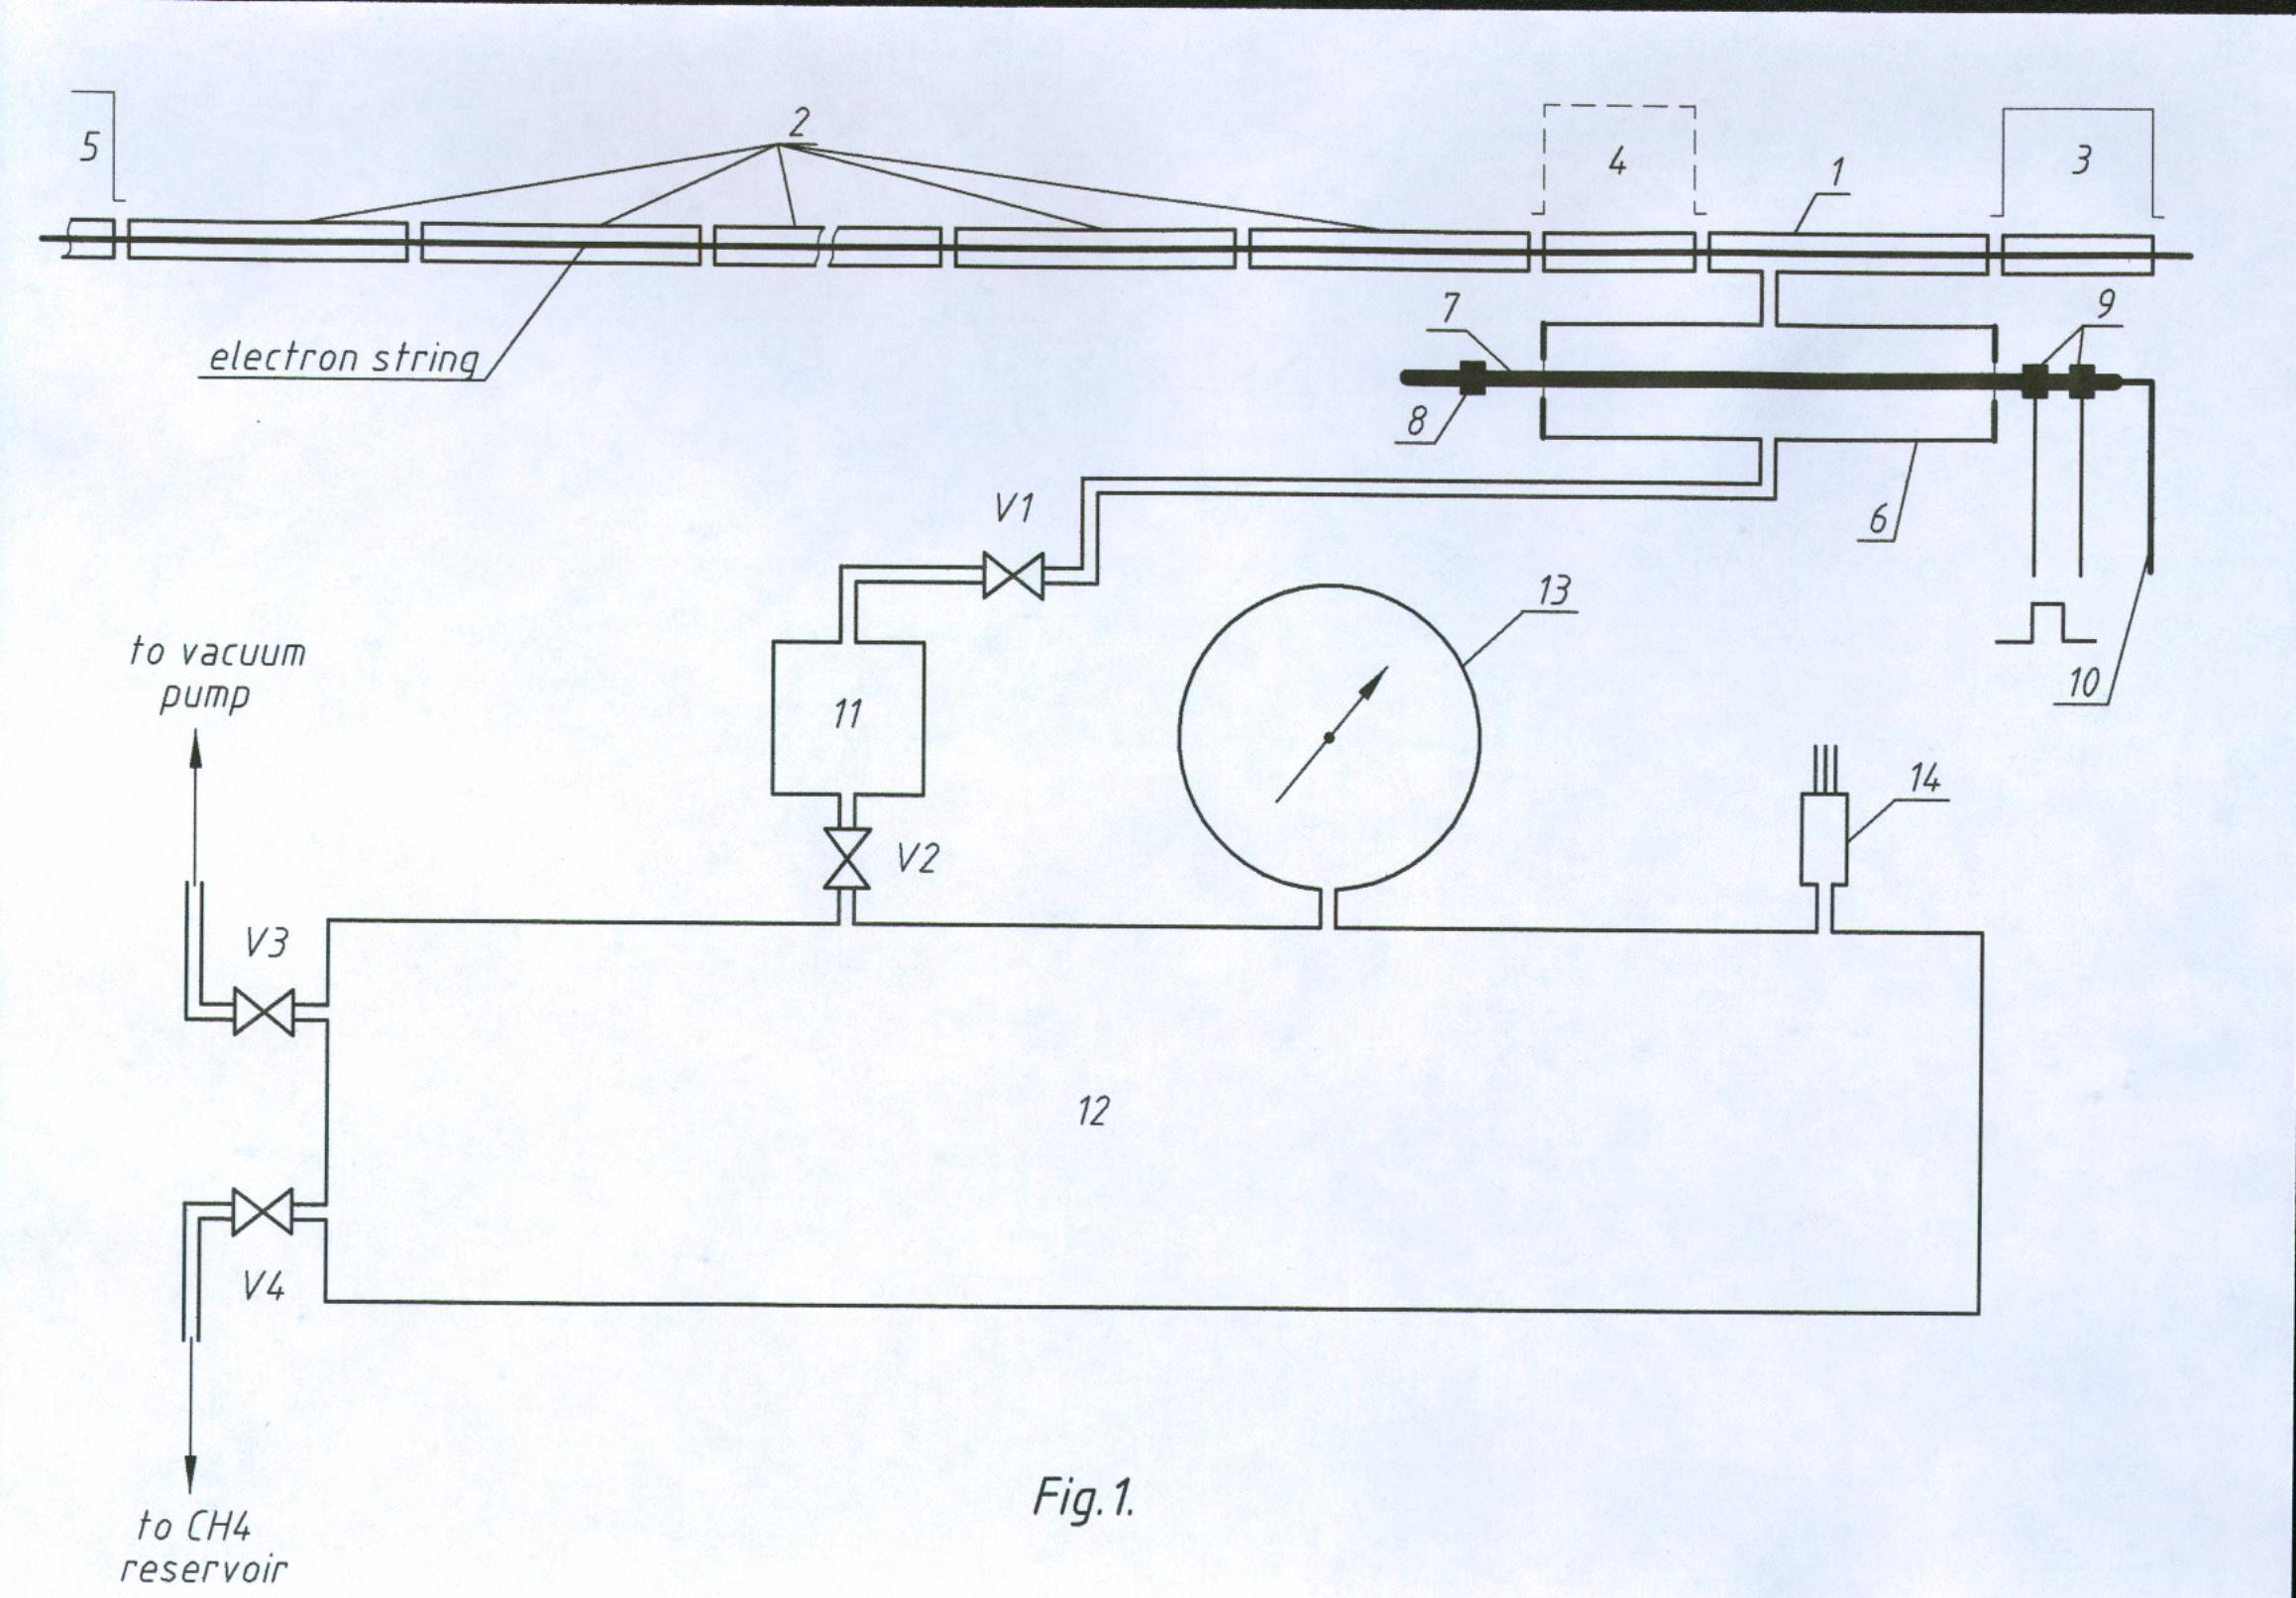 5
2
4
1
3
electron string
7
9
8
V1
6
13
10
to vacuum
pump
11
14
V2
V3
12
V4
Fig.1.
to CH4
reservoir